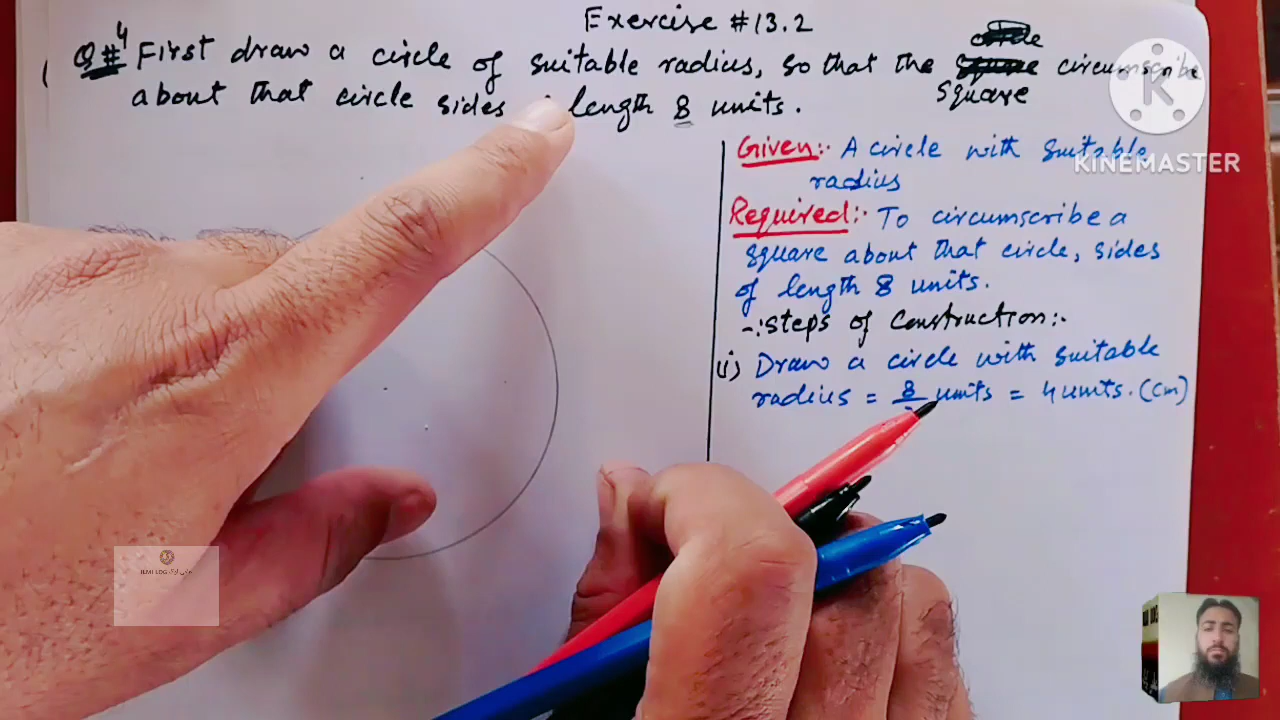 Exercise #13.2
Q#4 First draw a circle of suitable radius, so that the circumscribe
square
about that circle sides length 8 units.
Given:- A circle with suitable
radius
Required:- To circumscribe a
square about that circle, sides
of length 8 units.
-:Steps of Construction:-
(i) Draw a circle with suitable
radius = 8 units = 4 units. (cm)
K
KINEMASTER
ILMI LOG